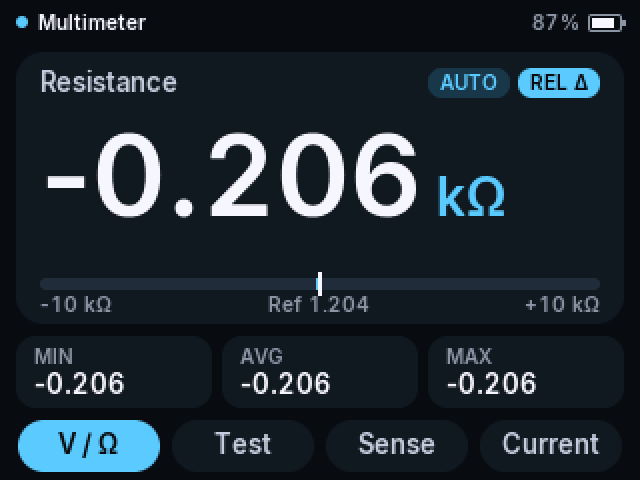 Multimeter 87%
Resistance AUTO REL Δ
-0.206 kΩ
-10 kΩ Ref 1.204 +10 kΩ
MIN AVG MAX
-0.206 -0.206 -0.206
V / Ω Test Sense Current